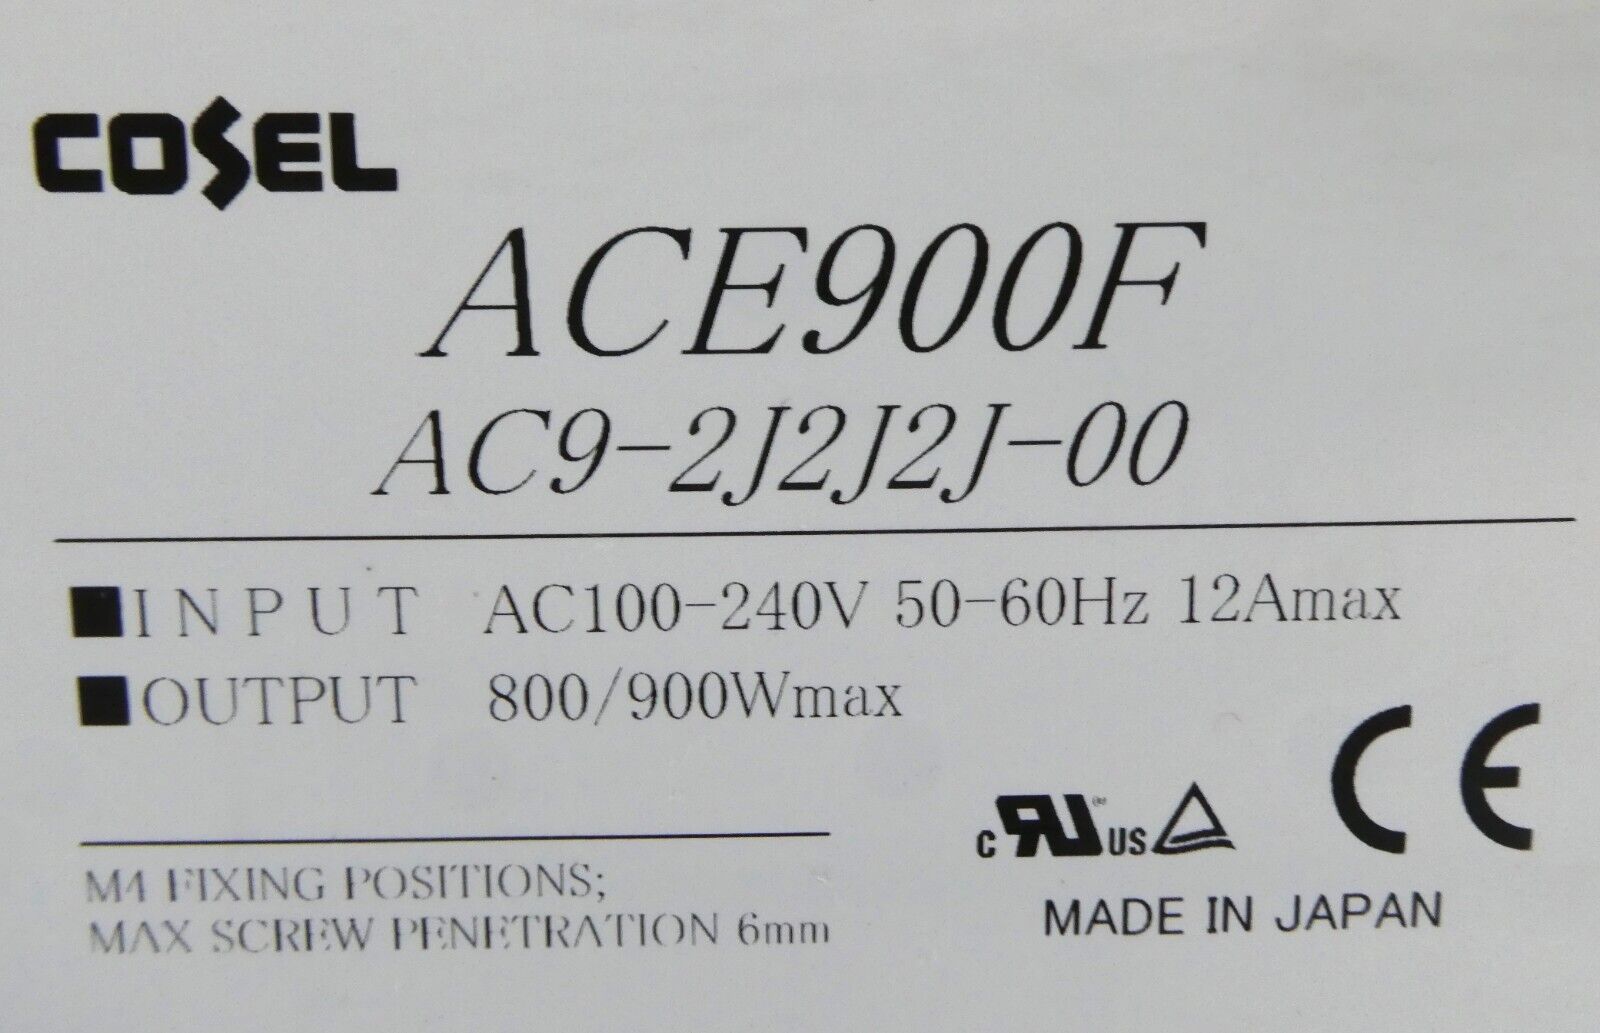 COSEL
ACE900F
AC9-2J2J2J-00
■INPUT AC100-240V 50-60Hz 12Amax
■OUTPUT 800/900Wmax
CE
c RU® US
M4 FIXING POSITIONS;
MAX SCREW PENETRATION 6mm
MADE IN JAPAN